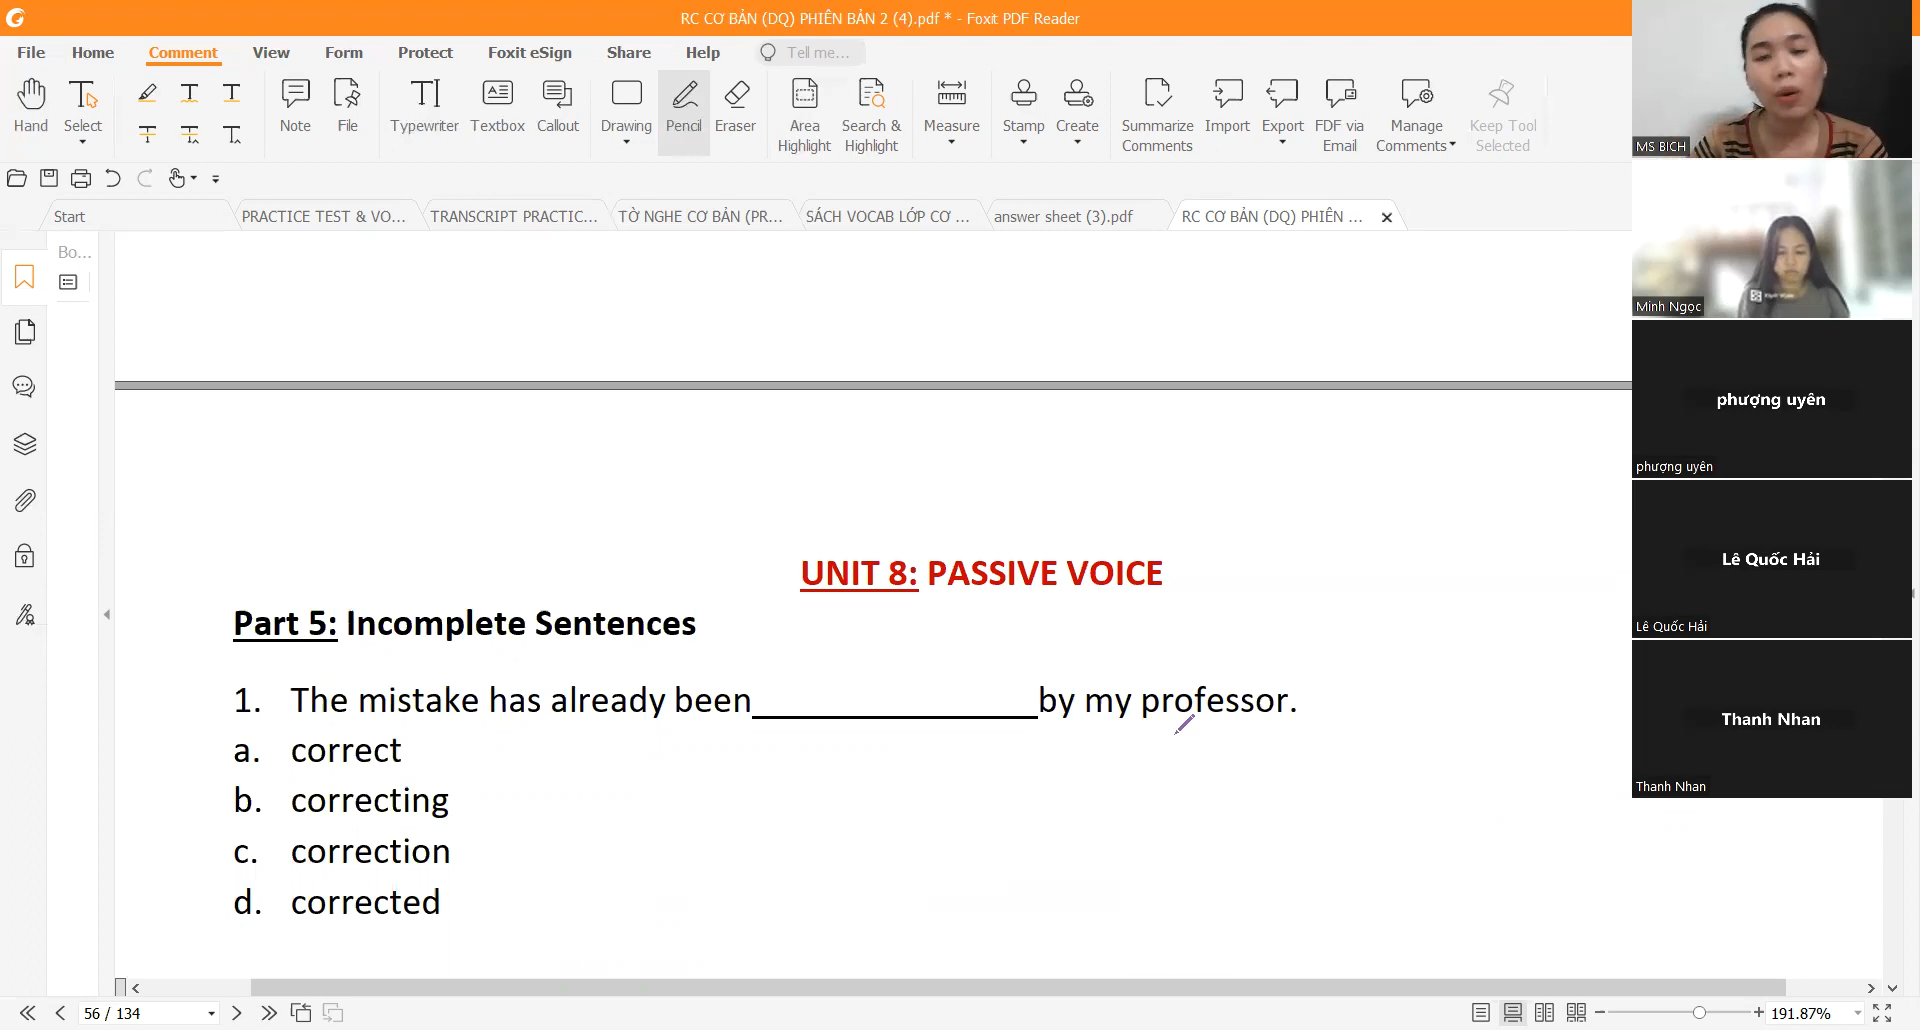 RC CƠ BẢN (DQ) PHIÊN BẢN 2 (4).pdf * - Foxit PDF Reader
File Home Comment View Form Protect Foxit eSign Share Help Tell me...
Hand Select Note File Typewriter Textbox Callout Drawing Pencil Eraser Area Highlight Search & Highlight Measure Stamp Create Summarize Comments Import Export FDF via Email Manage Comments Keep Tool Selected
Start PRACTICE TEST & VO... TRANSCRIPT PRACTIC... TỜ NGHE CƠ BẢN (PR... SÁCH VOCAB LỚP CƠ ... answer sheet (3).pdf RC CƠ BẢN (DQ) PHIÊN ...
Bo...
UNIT 8: PASSIVE VOICE
Part 5: Incomplete Sentences
1. The mistake has already been_______________by my professor.
a. correct
b. correcting
c. correction
d. corrected
56 / 134
191.87%
MS BICH
Minh Ngọc
phượng uyên
phượng uyên
Lê Quốc Hải
Lê Quốc Hải
Thanh Nhan
Thanh Nhan